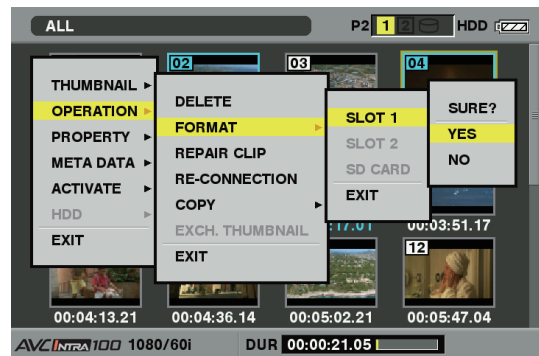 ALL
P2 1 2 HDD
02
03
04
THUMBNAIL
OPERATION
PROPERTY
META DATA
ACTIVATE
HDD
EXIT
DELETE
FORMAT
REPAIR CLIP
RE-CONNECTION
COPY
EXCH. THUMBNAIL
EXIT
SLOT 1
SLOT 2
SD CARD
EXIT
SURE?
YES
NO
:17.01
00:03:51.17
12
00:04:13.21
00:04:36.14
00:05:02.21
00:05:47.04
AVC INTRA 100 1080/60i
DUR 00:00:21.05